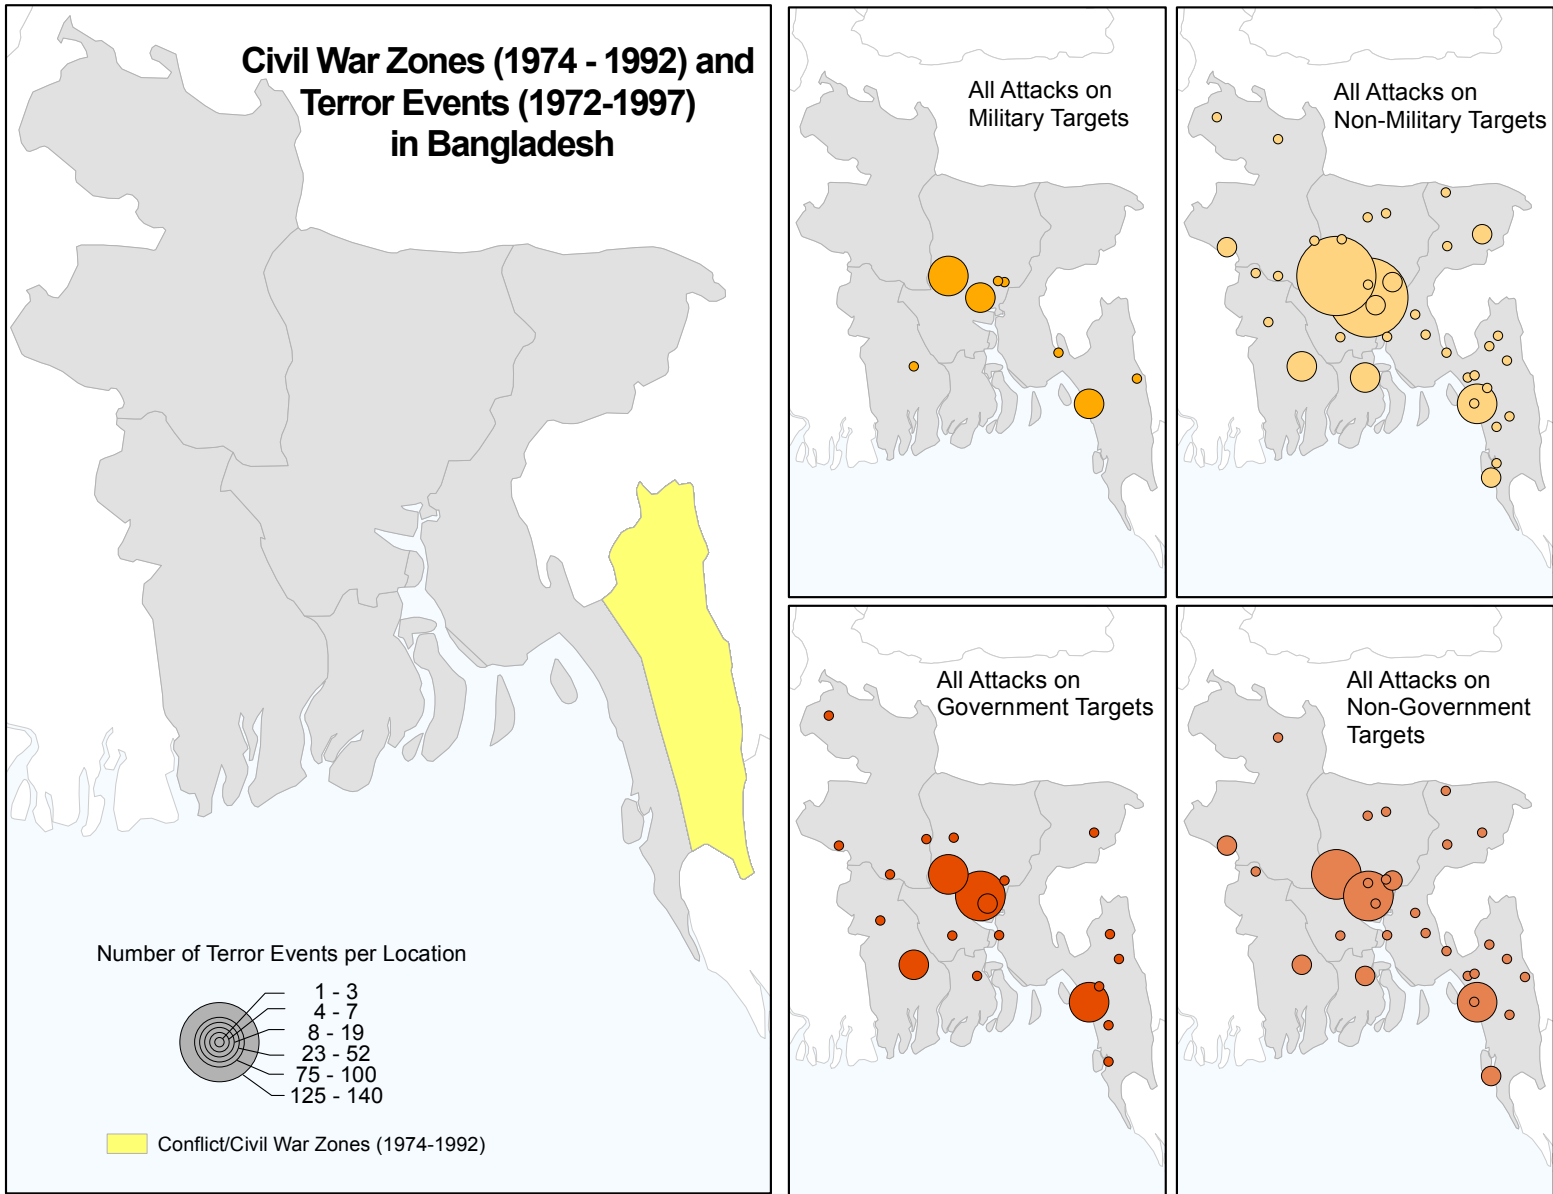 Civil War Zones (1974 - 1992) and
Terror Events (1972-1997)
in Bangladesh
Number of Terror Events per Location
1 - 3
4 - 7
8 - 19
23 - 52
75 - 100
125 - 140
Conflict/Civil War Zones (1974-1992)
All Attacks on
Military Targets
All Attacks on
Non-Military Targets
All Attacks on
Government Targets
All Attacks on
Non-Government
Targets